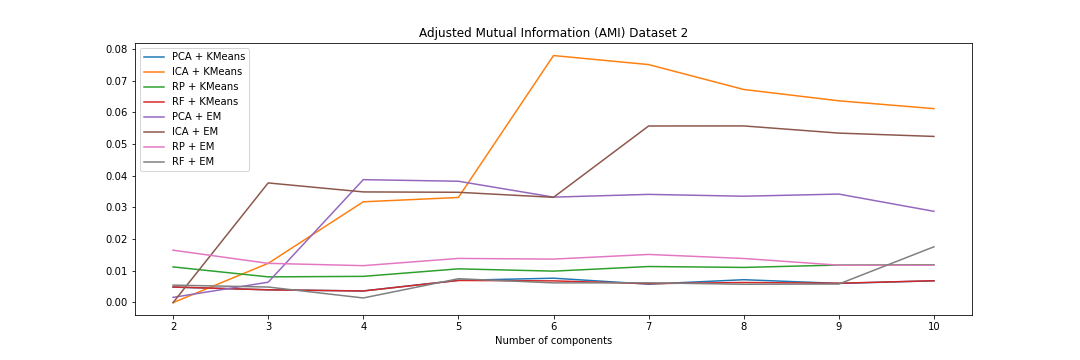 Adjusted Mutual Information (AMI) Dataset 2
0.08
0.07
0.06
0.05
0.04
0.03
0.02
0.01
0.00
PCA + KMeans
ICA + KMeans
RP + KMeans
RF + KMeans
PCA + EM
ICA + EM
RP + EM
RF + EM
2 3 4 5 6 7 8 9 10
Number of components